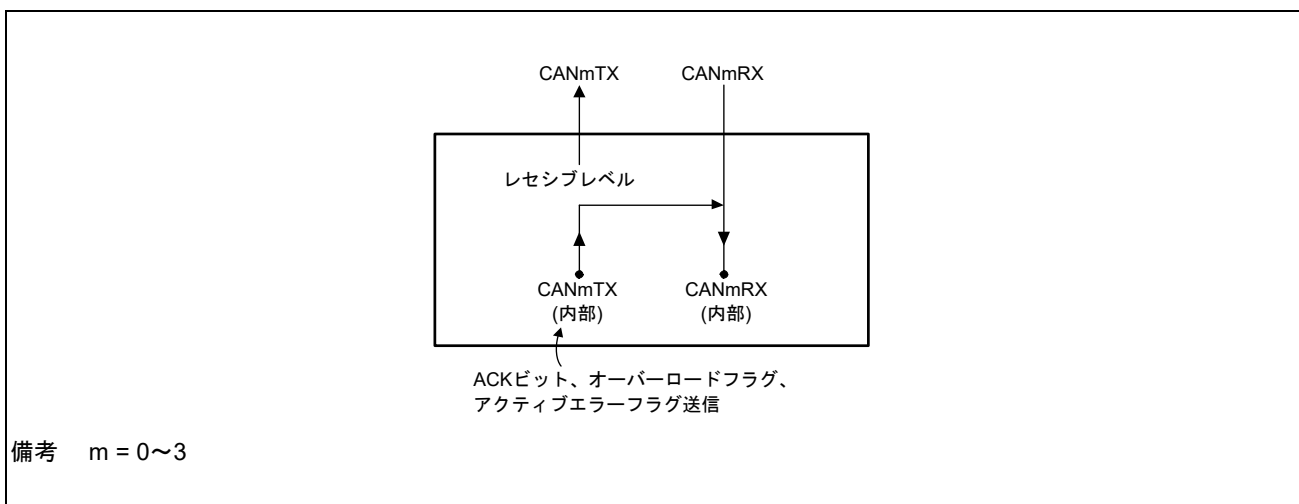 CANmTX CANmRX
レセシブレベル
CANmTX CANmRX
(内部) (内部)
ACKビット、オーバーロードフラグ、
アクティブエラーフラグ送信
備考 m = 0～3